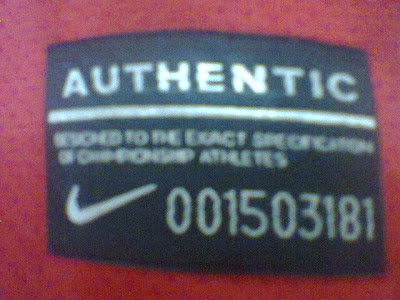 AUTHENTIC
DESIGNED TO THE EXACT SPECIFICATION
OF CHAMPIONSHIP ATHLETES
001503181